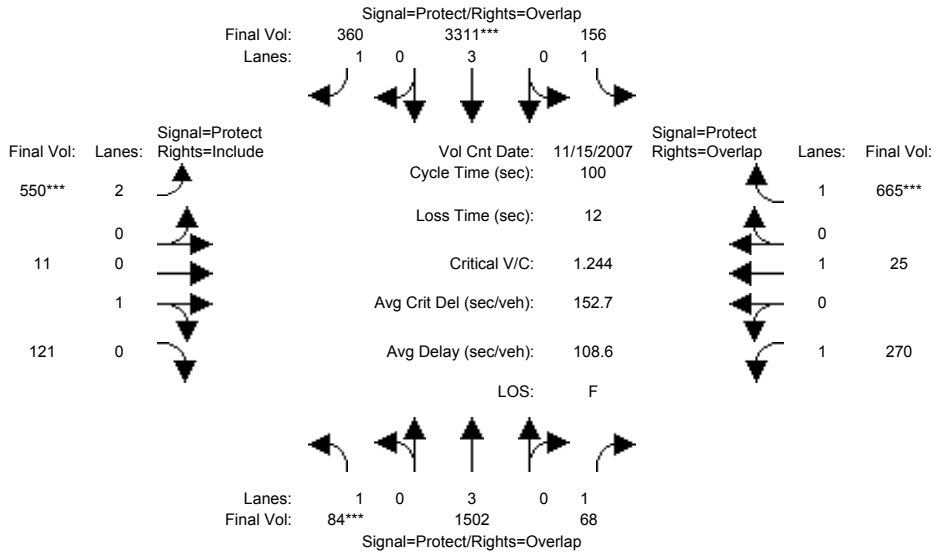 Signal=Protect/Rights=Overlap
Final Vol: 360 3311*** 156
Lanes: 1 0 3 0 1
Signal=Protect Signal=Protect
Final Vol: Lanes: Rights=Include Vol Cnt Date: 11/15/2007 Rights=Overlap Lanes: Final Vol:
Cycle Time (sec): 100
550*** 2 1 665***
Loss Time (sec): 12
0 0
11 0 Critical V/C: 1.244 1 25
1 Avg Crit Del (sec/veh): 152.7 0
121 0 Avg Delay (sec/veh): 108.6 1 270
LOS: F
Lanes: 1 0 3 0 1
Final Vol: 84*** 1502 68
Signal=Protect/Rights=Overlap